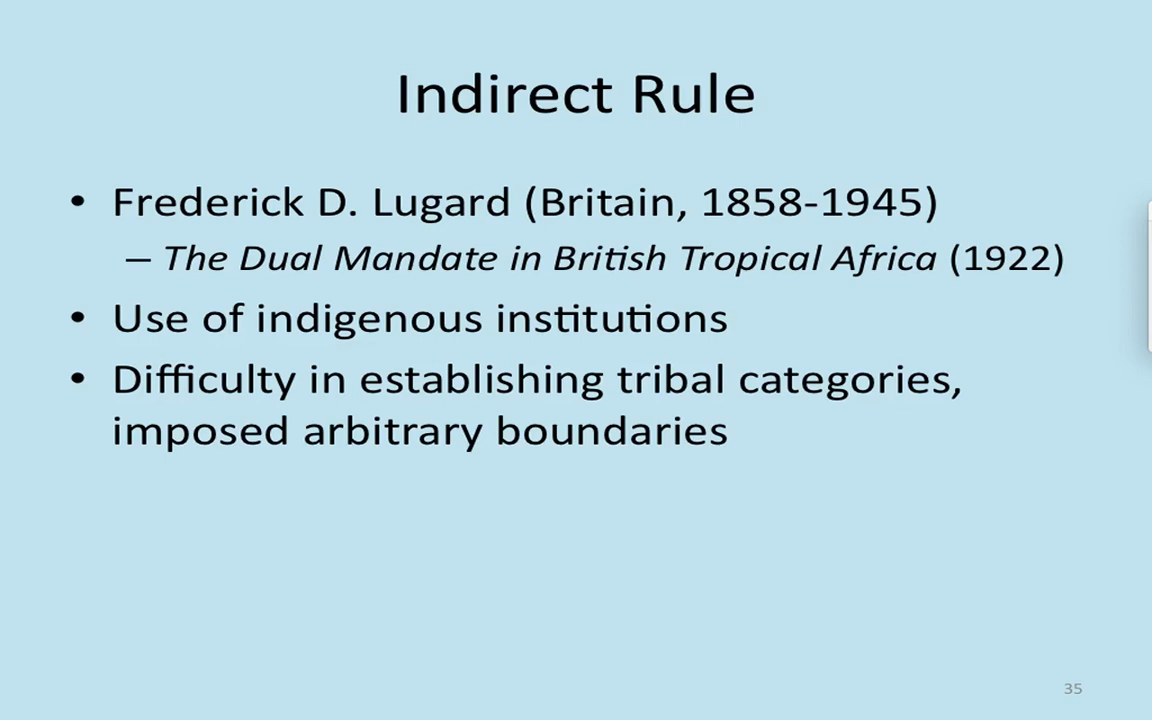 Indirect Rule
• Frederick D. Lugard (Britain, 1858-1945)
– The Dual Mandate in British Tropical Africa (1922)
• Use of indigenous institutions
• Difficulty in establishing tribal categories,
imposed arbitrary boundaries
35